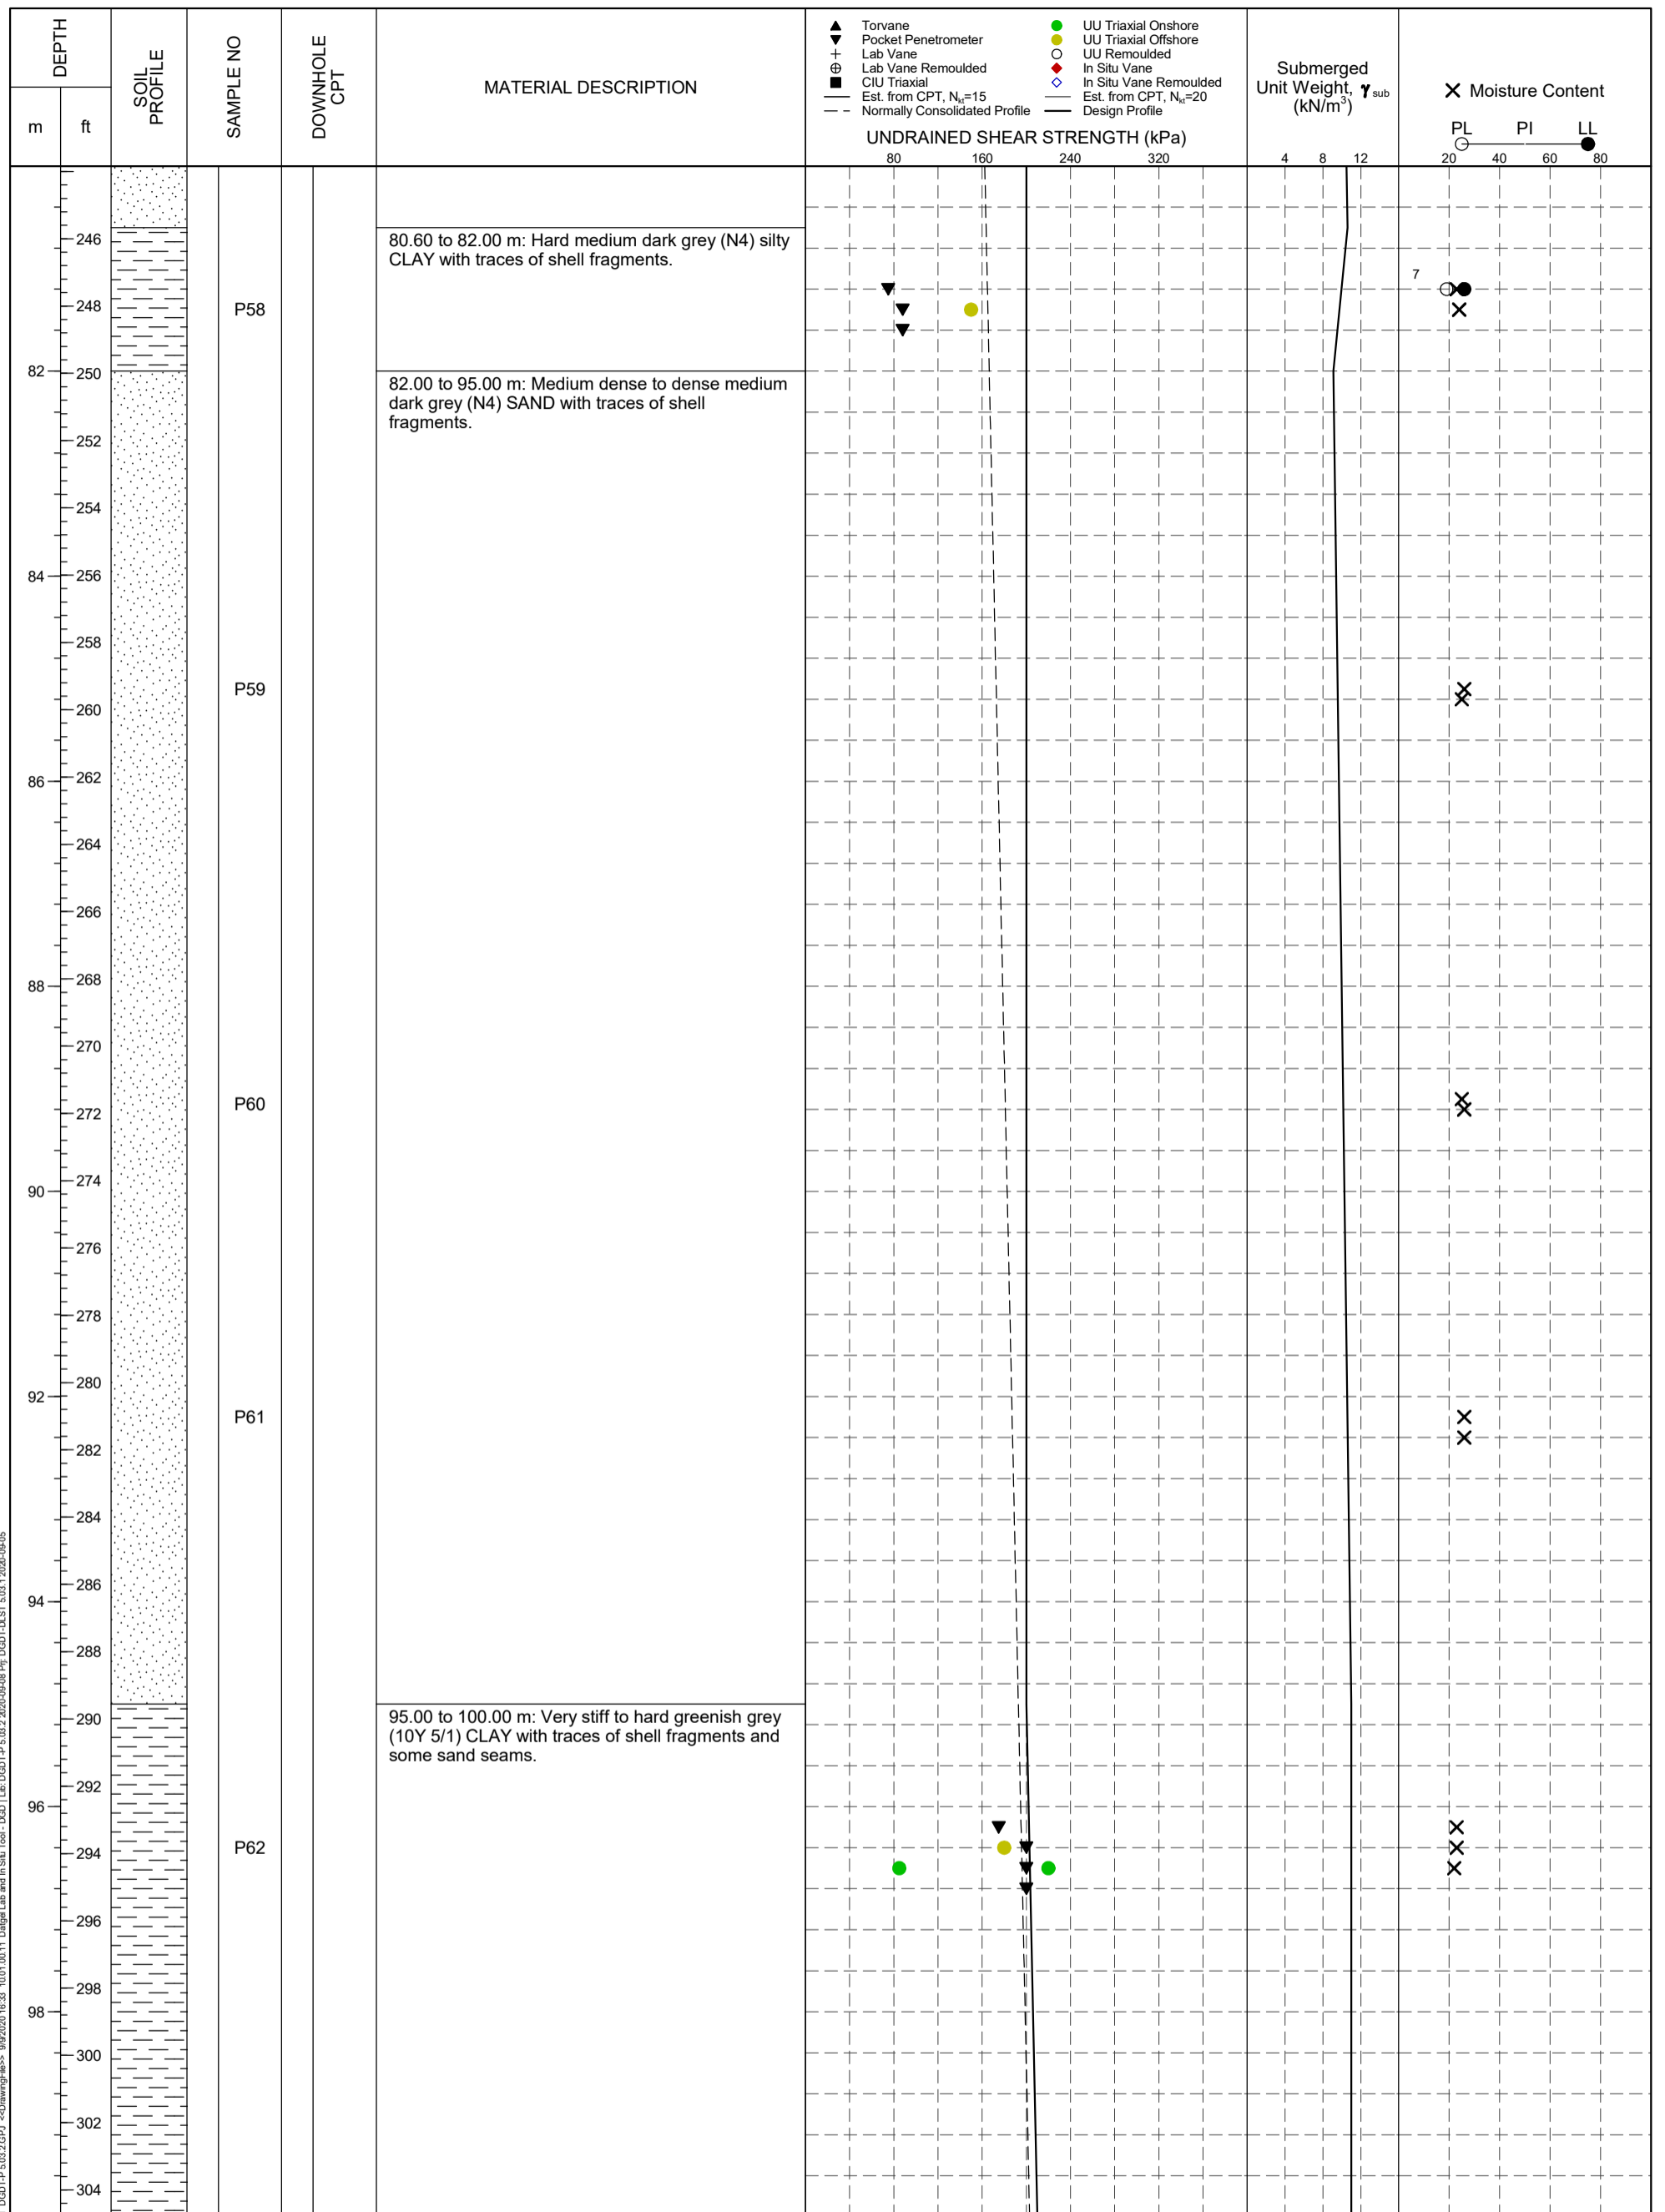 DEPTH
m
ft
SOIL
PROFILE
SAMPLE NO
DOWNHOLE
CPT
MATERIAL DESCRIPTION
Torvane
Pocket Penetrometer
Lab Vane
Lab Vane Remoulded
CIU Triaxial
Est. from CPT, Nkt=15
Normally Consolidated Profile
UU Triaxial Onshore
UU Triaxial Offshore
UU Remoulded
In Situ Vane
In Situ Vane Remoulded
Est. from CPT, Nkt=20
Design Profile
UNDRAINED SHEAR STRENGTH (kPa)
80 160 240 320
Submerged
Unit Weight, γ sub
(kN/m³)
4 8 12
Moisture Content
PL PI LL
20 40 60 80
80.60 to 82.00 m: Hard medium dark grey (N4) silty
CLAY with traces of shell fragments.
246
7
248
P58
82
250
82.00 to 95.00 m: Medium dense to dense medium
dark grey (N4) SAND with traces of shell
fragments.
252
254
84
256
258
P59
260
86
262
264
266
268
88
270
P60
272
274
90
276
278
280
92
P61
282
284
286
94
288
290
95.00 to 100.00 m: Very stiff to hard greenish grey
(10Y 5/1) CLAY with traces of shell fragments and
some sand seams.
292
96
P62
294
296
298
98
300
302
304